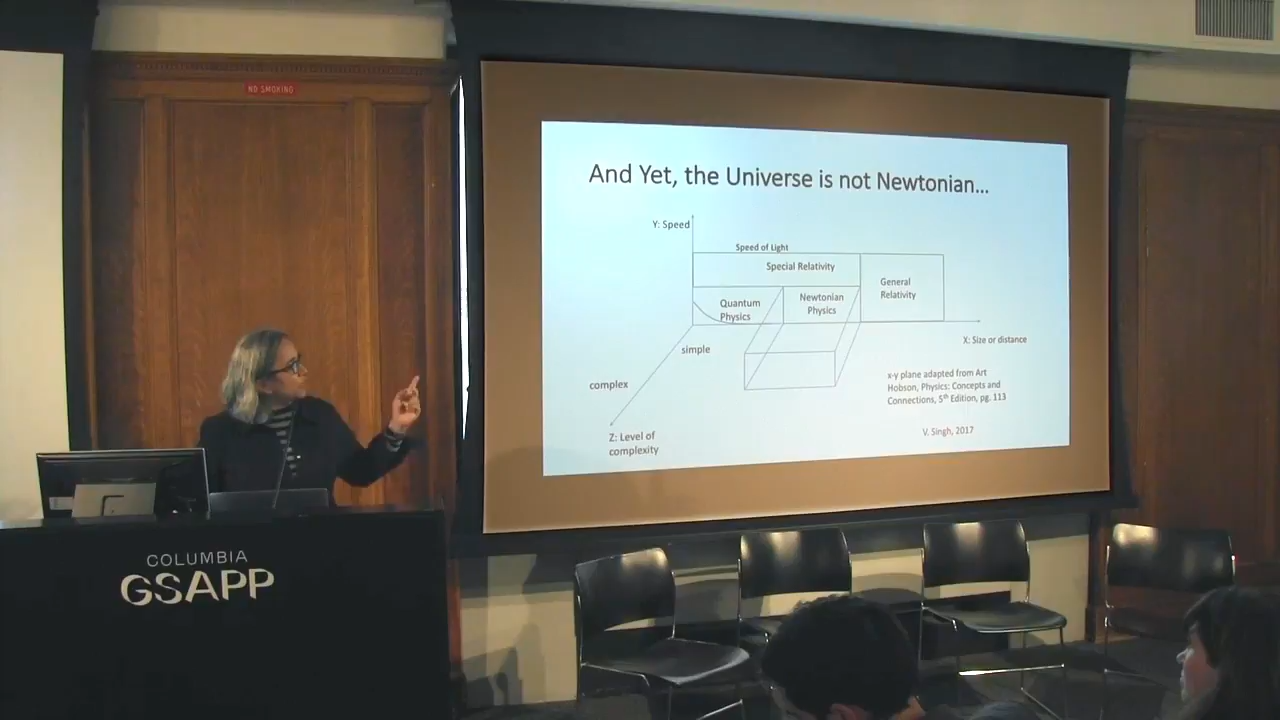 NO SMOKING
And Yet, the Universe is not Newtonian...
Y: Speed
Speed of Light
Special Relativity
General
Relativity
Quantum
Physics
Newtonian
Physics
X: Size or distance
simple
complex
Z: Level of
complexity
x-y plane adapted from Art
Hobson, Physics: Concepts and
Connections, 5th Edition, pg. 113
V. Singh, 2017
COLUMBIA
GSAPP